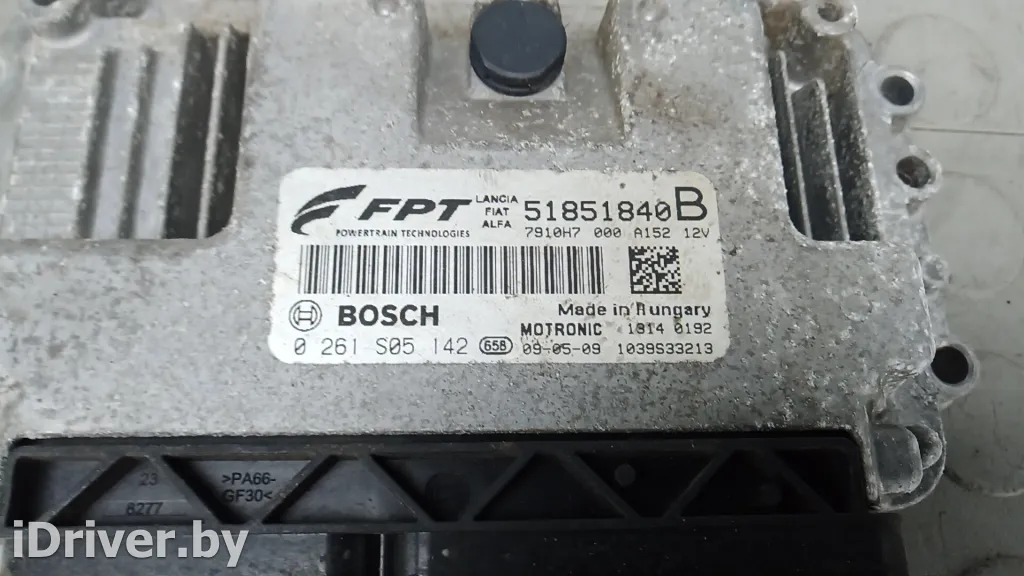 FPT
POWERTRAIN TECHNOLOGIES
LANCIA
FIAT
ALFA
51851840 B
7910H7 000 A152 12V
BOSCH
Made in Hungary
MOTRONIC 1814 0192
0 261 S05 142 658 09-05-09 1039S33213
23
8277
>PA66-
GF30<
iDriver.by